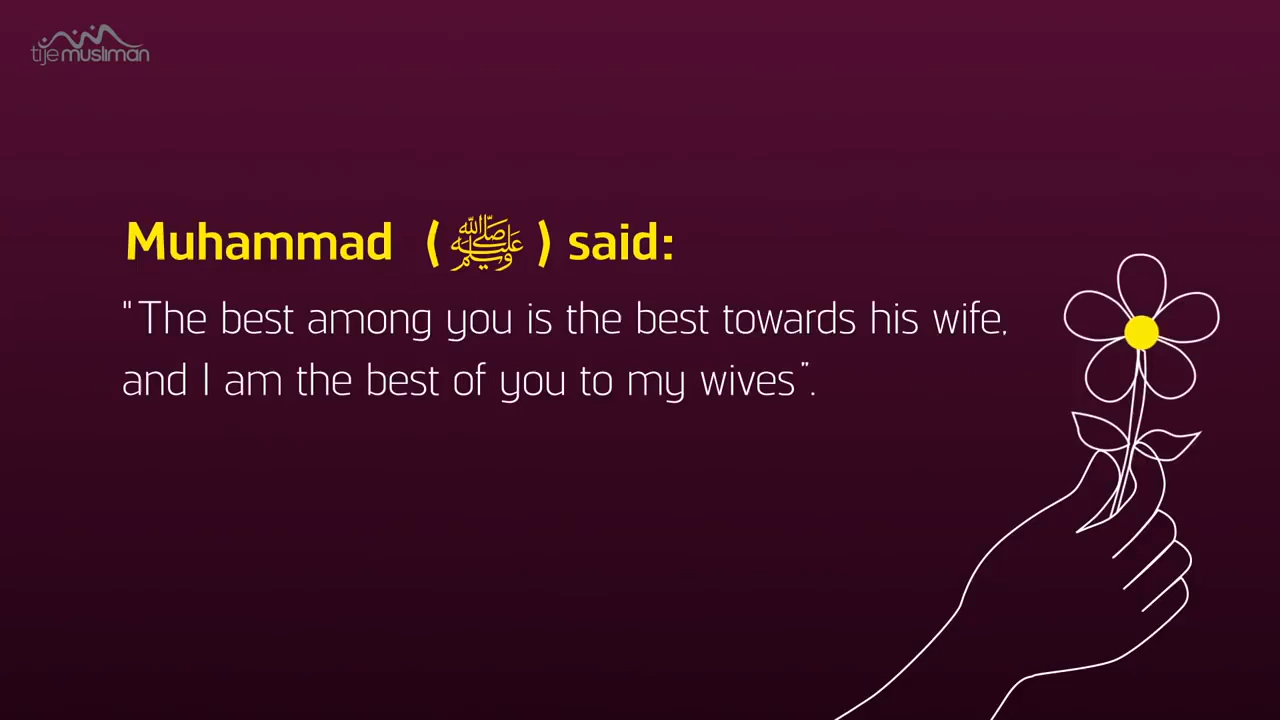 tijemusliman
Muhammad (ﷺ) said:
"The best among you is the best towards his wife,
and I am the best of you to my wives".